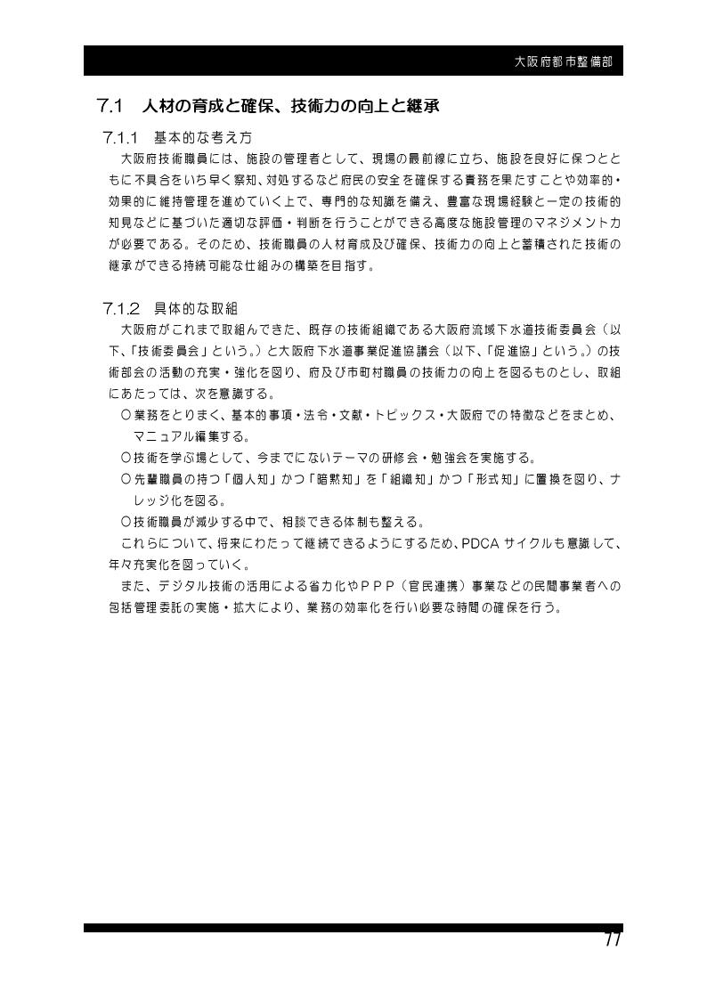 大阪府都市整備部
7.1 人材の育成と確保、技術力の向上と継承
7.1.1 基本的な考え方
大阪府技術職員には、施設の管理者として、現場の最前線に立ち、施設を良好に保つとと
もに不具合をいち早く察知、対処するなど府民の安全を確保する責務を果たすことや効率的・
効果的に維持管理を進めていく上で、専門的な知識を備え、豊富な現場経験と一定の技術的
知見などに基づいた適切な評価・判断を行うことができる高度な施設管理のマネジメント力
が必要である。そのため、技術職員の人材育成及び確保、技術力の向上と蓄積された技術の
継承ができる持続可能な仕組みの構築を目指す。
7.1.2 具体的な取組
大阪府がこれまで取組んできた、既存の技術組織である大阪府流域下水道技術委員会（以
下、「技術委員会」という。）と大阪府下水道事業促進協議会（以下、「促進協」という。）の技
術部会の活動の充実・強化を図り、府及び市町村職員の技術力の向上を図るものとし、取組
にあたっては、次を意識する。
○業務をとりまく、基本的事項・法令・文献・トピックス・大阪府での特徴などをまとめ、
マニュアル編集する。
○技術を学ぶ場として、今までにないテーマの研修会・勉強会を実施する。
○先輩職員の持つ「個人知」かつ「暗黙知」を「組織知」かつ「形式知」に置換を図り、ナ
レッジ化を図る。
○技術職員が減少する中で、相談できる体制も整える。
これらについて、将来にわたって継続できるようにするため、PDCA サイクルも意識して、
年々充実化を図っていく。
また、デジタル技術の活用による省力化やＰＰＰ（官民連携）事業などの民間事業者への
包括管理委託の実施・拡大により、業務の効率化を行い必要な時間の確保を行う。
77